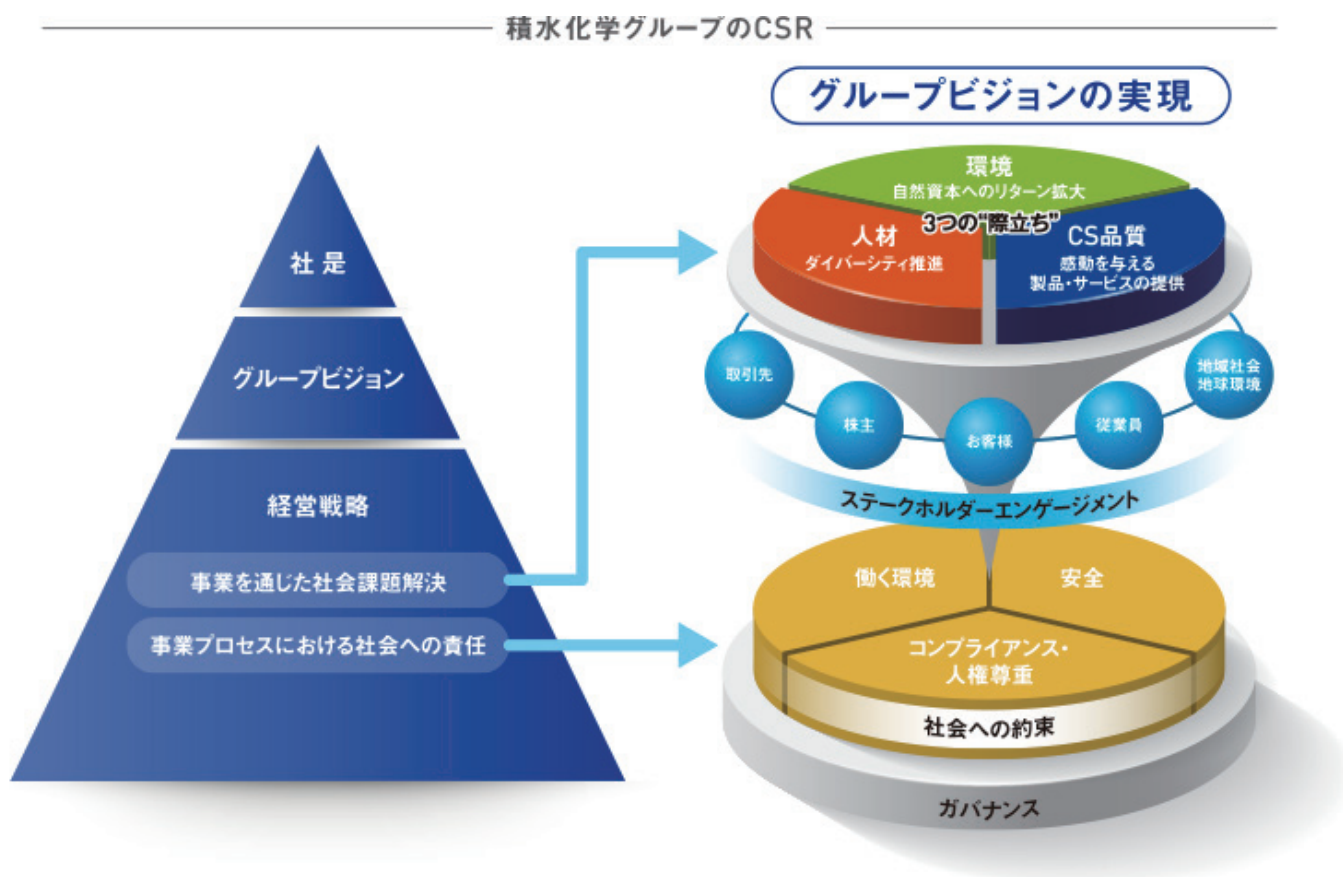 積水化学グループのCSR
社是
グループビジョン
経営戦略
事業を通じた社会課題解決
事業プロセスにおける社会への責任
グループビジョンの実現
環境
自然資本へのリターン拡大
3つの"際立ち"
人材
ダイバーシティ推進
CS品質
感動を与える
製品・サービスの提供
取引先
株主
お客様
従業員
地域社会
地球環境
ステークホルダーエンゲージメント
働く環境
安全
コンプライアンス・
人権尊重
社会への約束
ガバナンス